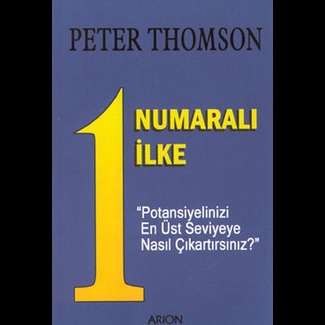 PETER THOMSON
1
NUMARALI
İLKE
“Potansiyelinizi
En Üst Seviyeye
Nasıl Çıkartırsınız?”
ARION